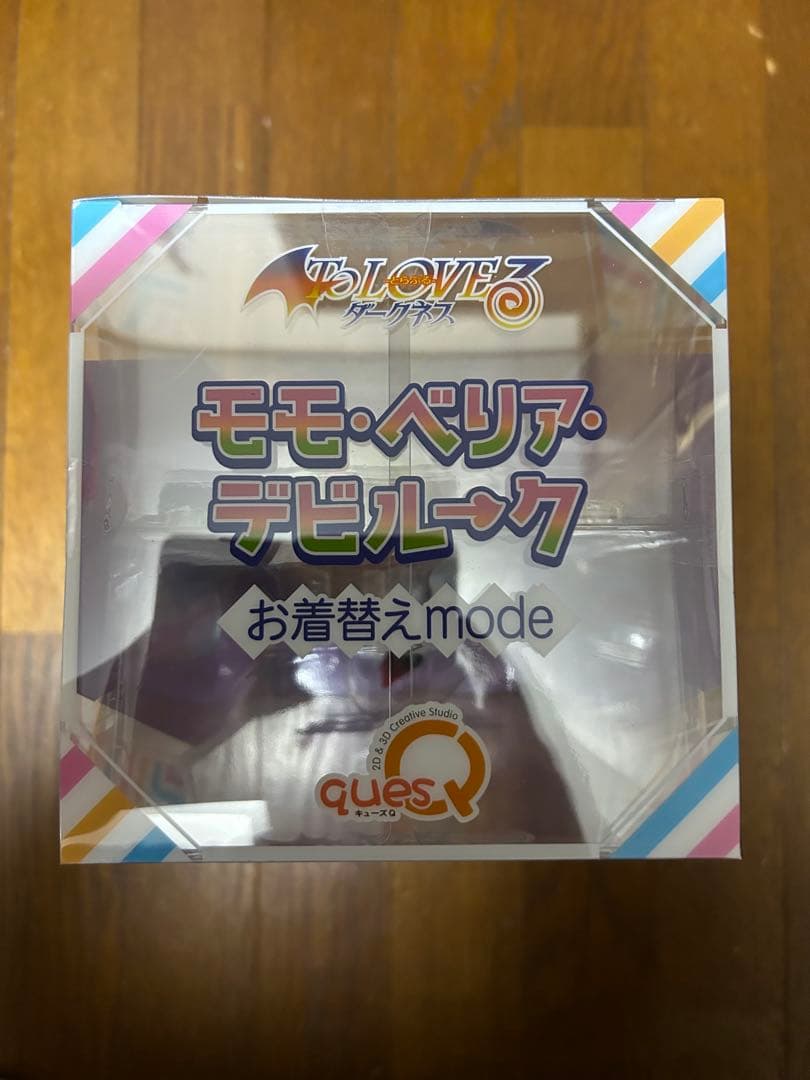 To LOVEる
とらぶる
ダークネス
モモ・ベリア・
デビルーク
お着替えmode
2D & 3D Creative Studio
quesQ
キューズQ